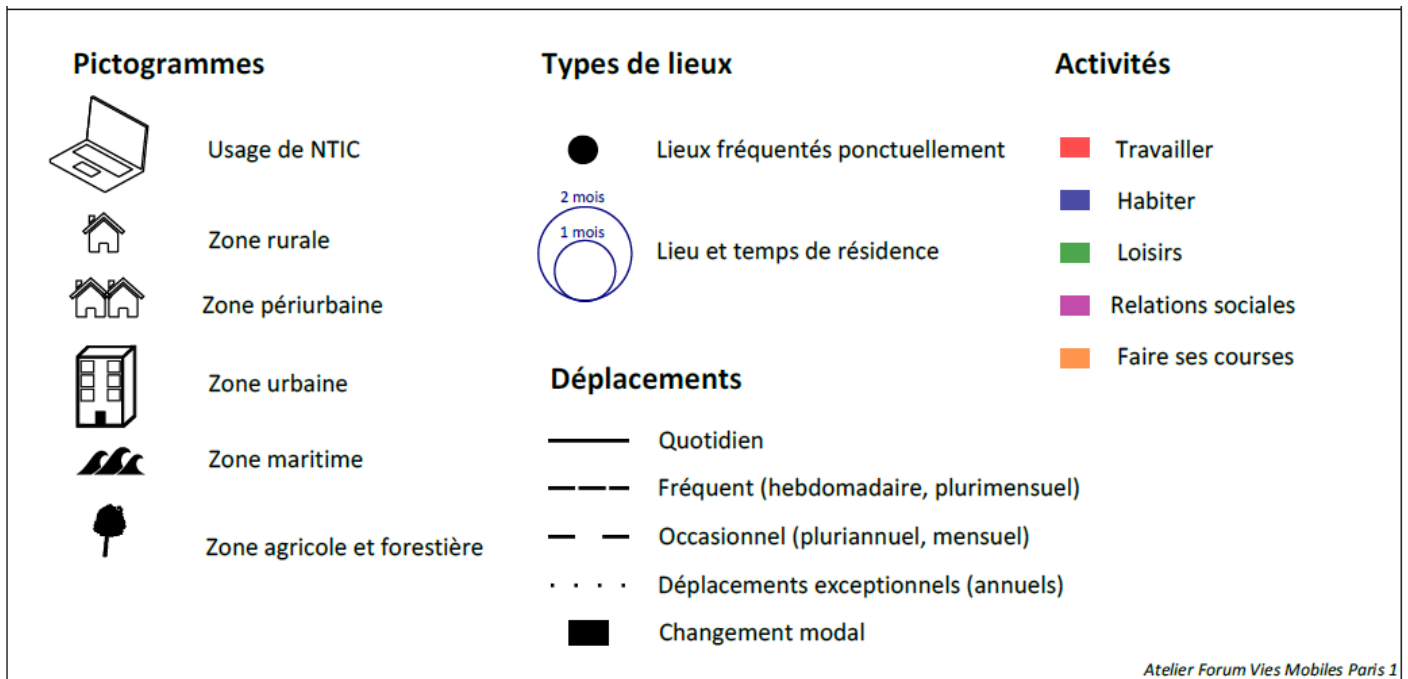 Pictogrammes
Usage de NTIC
Zone rurale
Zone périurbaine
Zone urbaine
Zone maritime
Zone agricole et forestière
Types de lieux
Lieux fréquentés ponctuellement
2 mois
1 mois
Lieu et temps de résidence
Déplacements
Quotidien
Fréquent (hebdomadaire, plurimensuel)
Occasionnel (pluriannuel, mensuel)
Déplacements exceptionnels (annuels)
Changement modal
Activités
Travailler
Habiter
Loisirs
Relations sociales
Faire ses courses
Atelier Forum Vies Mobiles Paris 1